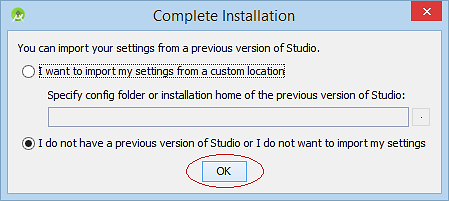 Complete Installation
You can import your settings from a previous version of Studio.
I want to import my settings from a custom location
Specify config folder or installation home of the previous version of Studio:
.
I do not have a previous version of Studio or I do not want to import my settings
OK